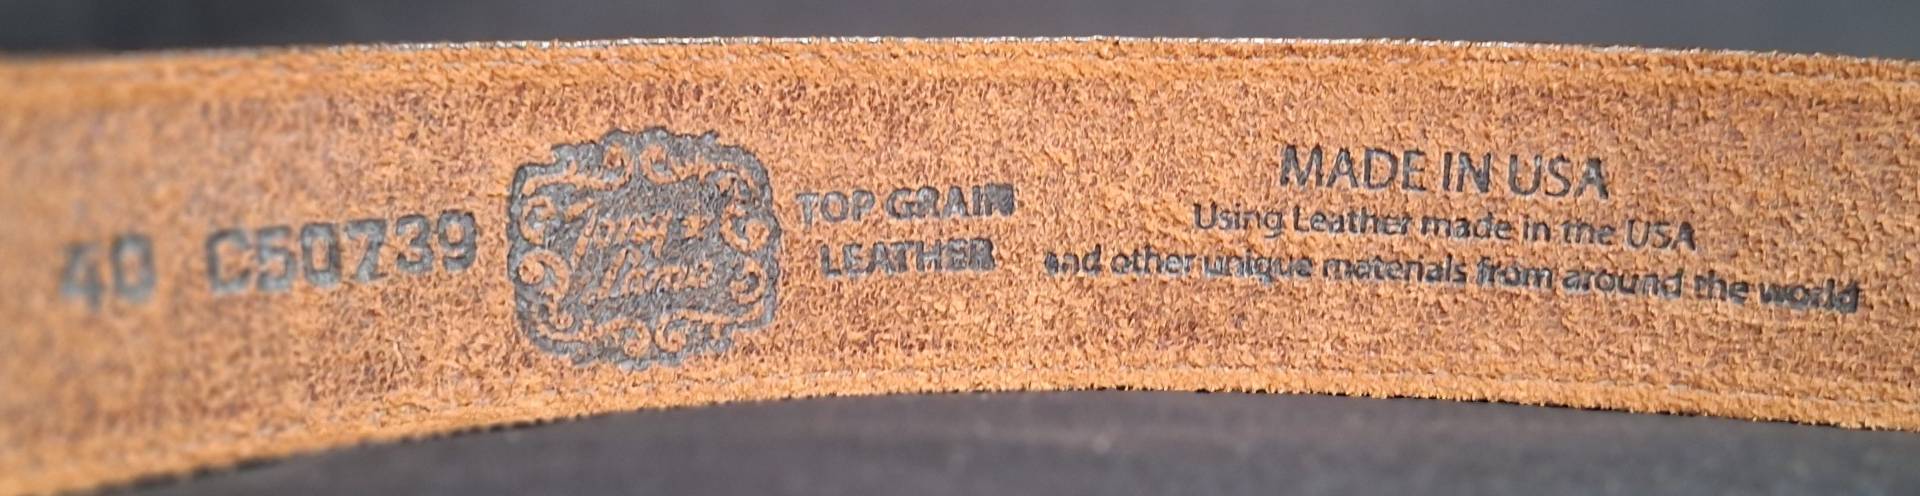 40 C50739
TOP GRAIN
LEATHER
MADE IN USA
Using Leather made in the USA
and other unique materials from around the world